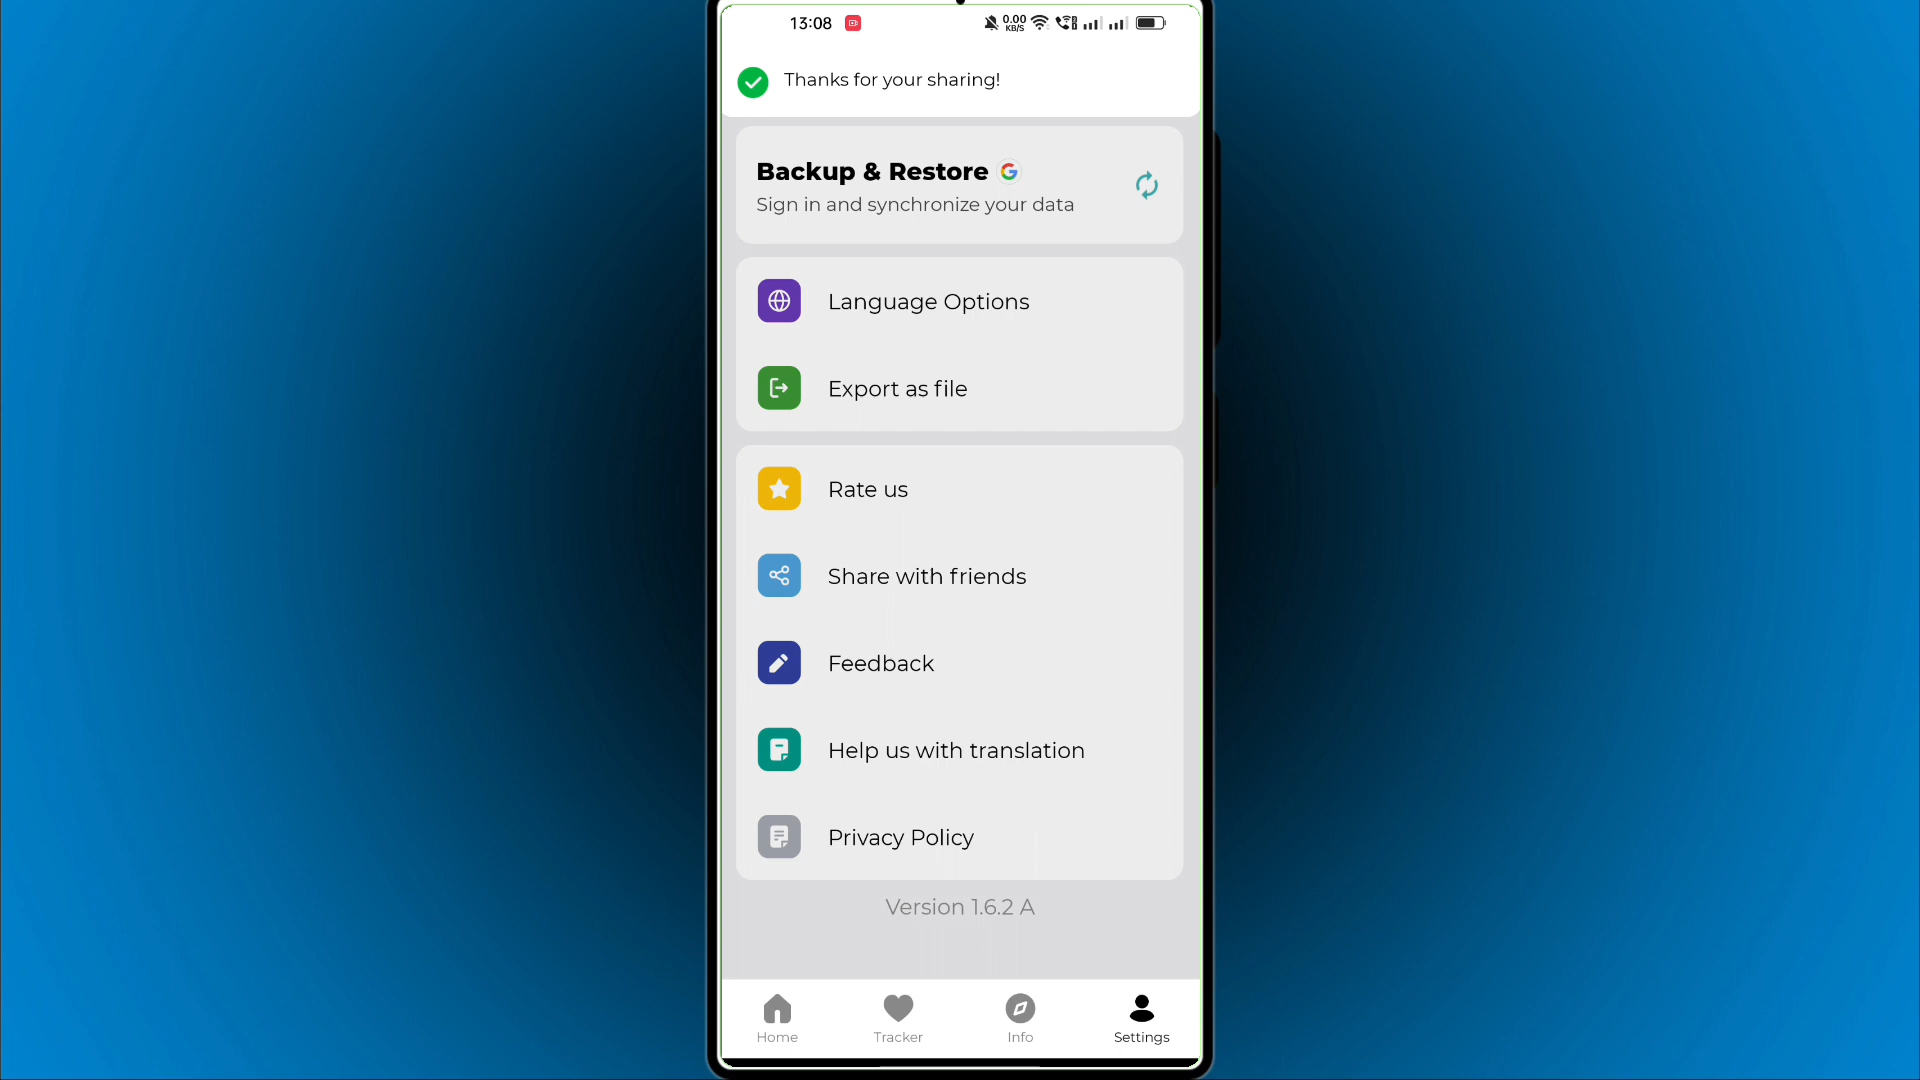 13:08
0.00
KB/S
Thanks for your sharing!
Backup & Restore
Sign in and synchronize your data
Language Options
Export as file
Rate us
Share with friends
Feedback
Help us with translation
Privacy Policy
Version 1.6.2 A
Home
Tracker
Info
Settings